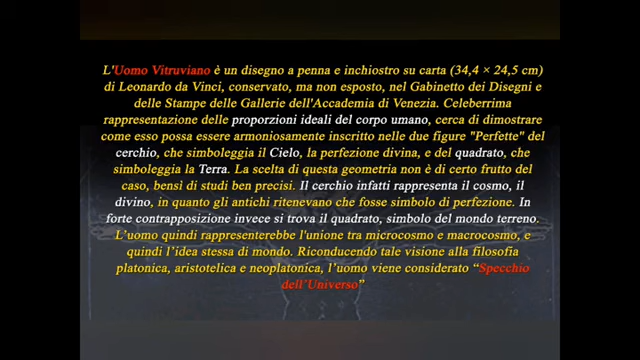 L'Uomo Vitruviano è un disegno a penna e inchiostro su carta (34,4 × 24,5 cm)
di Leonardo da Vinci, conservato, ma non esposto, nel Gabinetto dei Disegni e
delle Stampe delle Gallerie dell'Accademia di Venezia. Celeberrima
rappresentazione delle proporzioni ideali del corpo umano, cerca di dimostrare
come esso possa essere armoniosamente inscritto nelle due figure "Perfette" del
cerchio, che simboleggia il Cielo, la perfezione divina, e del quadrato, che
simboleggia la Terra. La scelta di questa geometria non è di certo frutto del
caso, bensì di studi ben precisi. Il cerchio infatti rappresenta il cosmo, il
divino, in quanto gli antichi ritenevano che fosse simbolo di perfezione. In
forte contrapposizione invece si trova il quadrato, simbolo del mondo terreno.
L’uomo quindi rappresenterebbe l'unione tra microcosmo e macrocosmo, e
quindi l’idea stessa di mondo. Riconducendo tale visione alla filosofia
platonica, aristotelica e neoplatonica, l’uomo viene considerato “Specchio
dell’Universo”